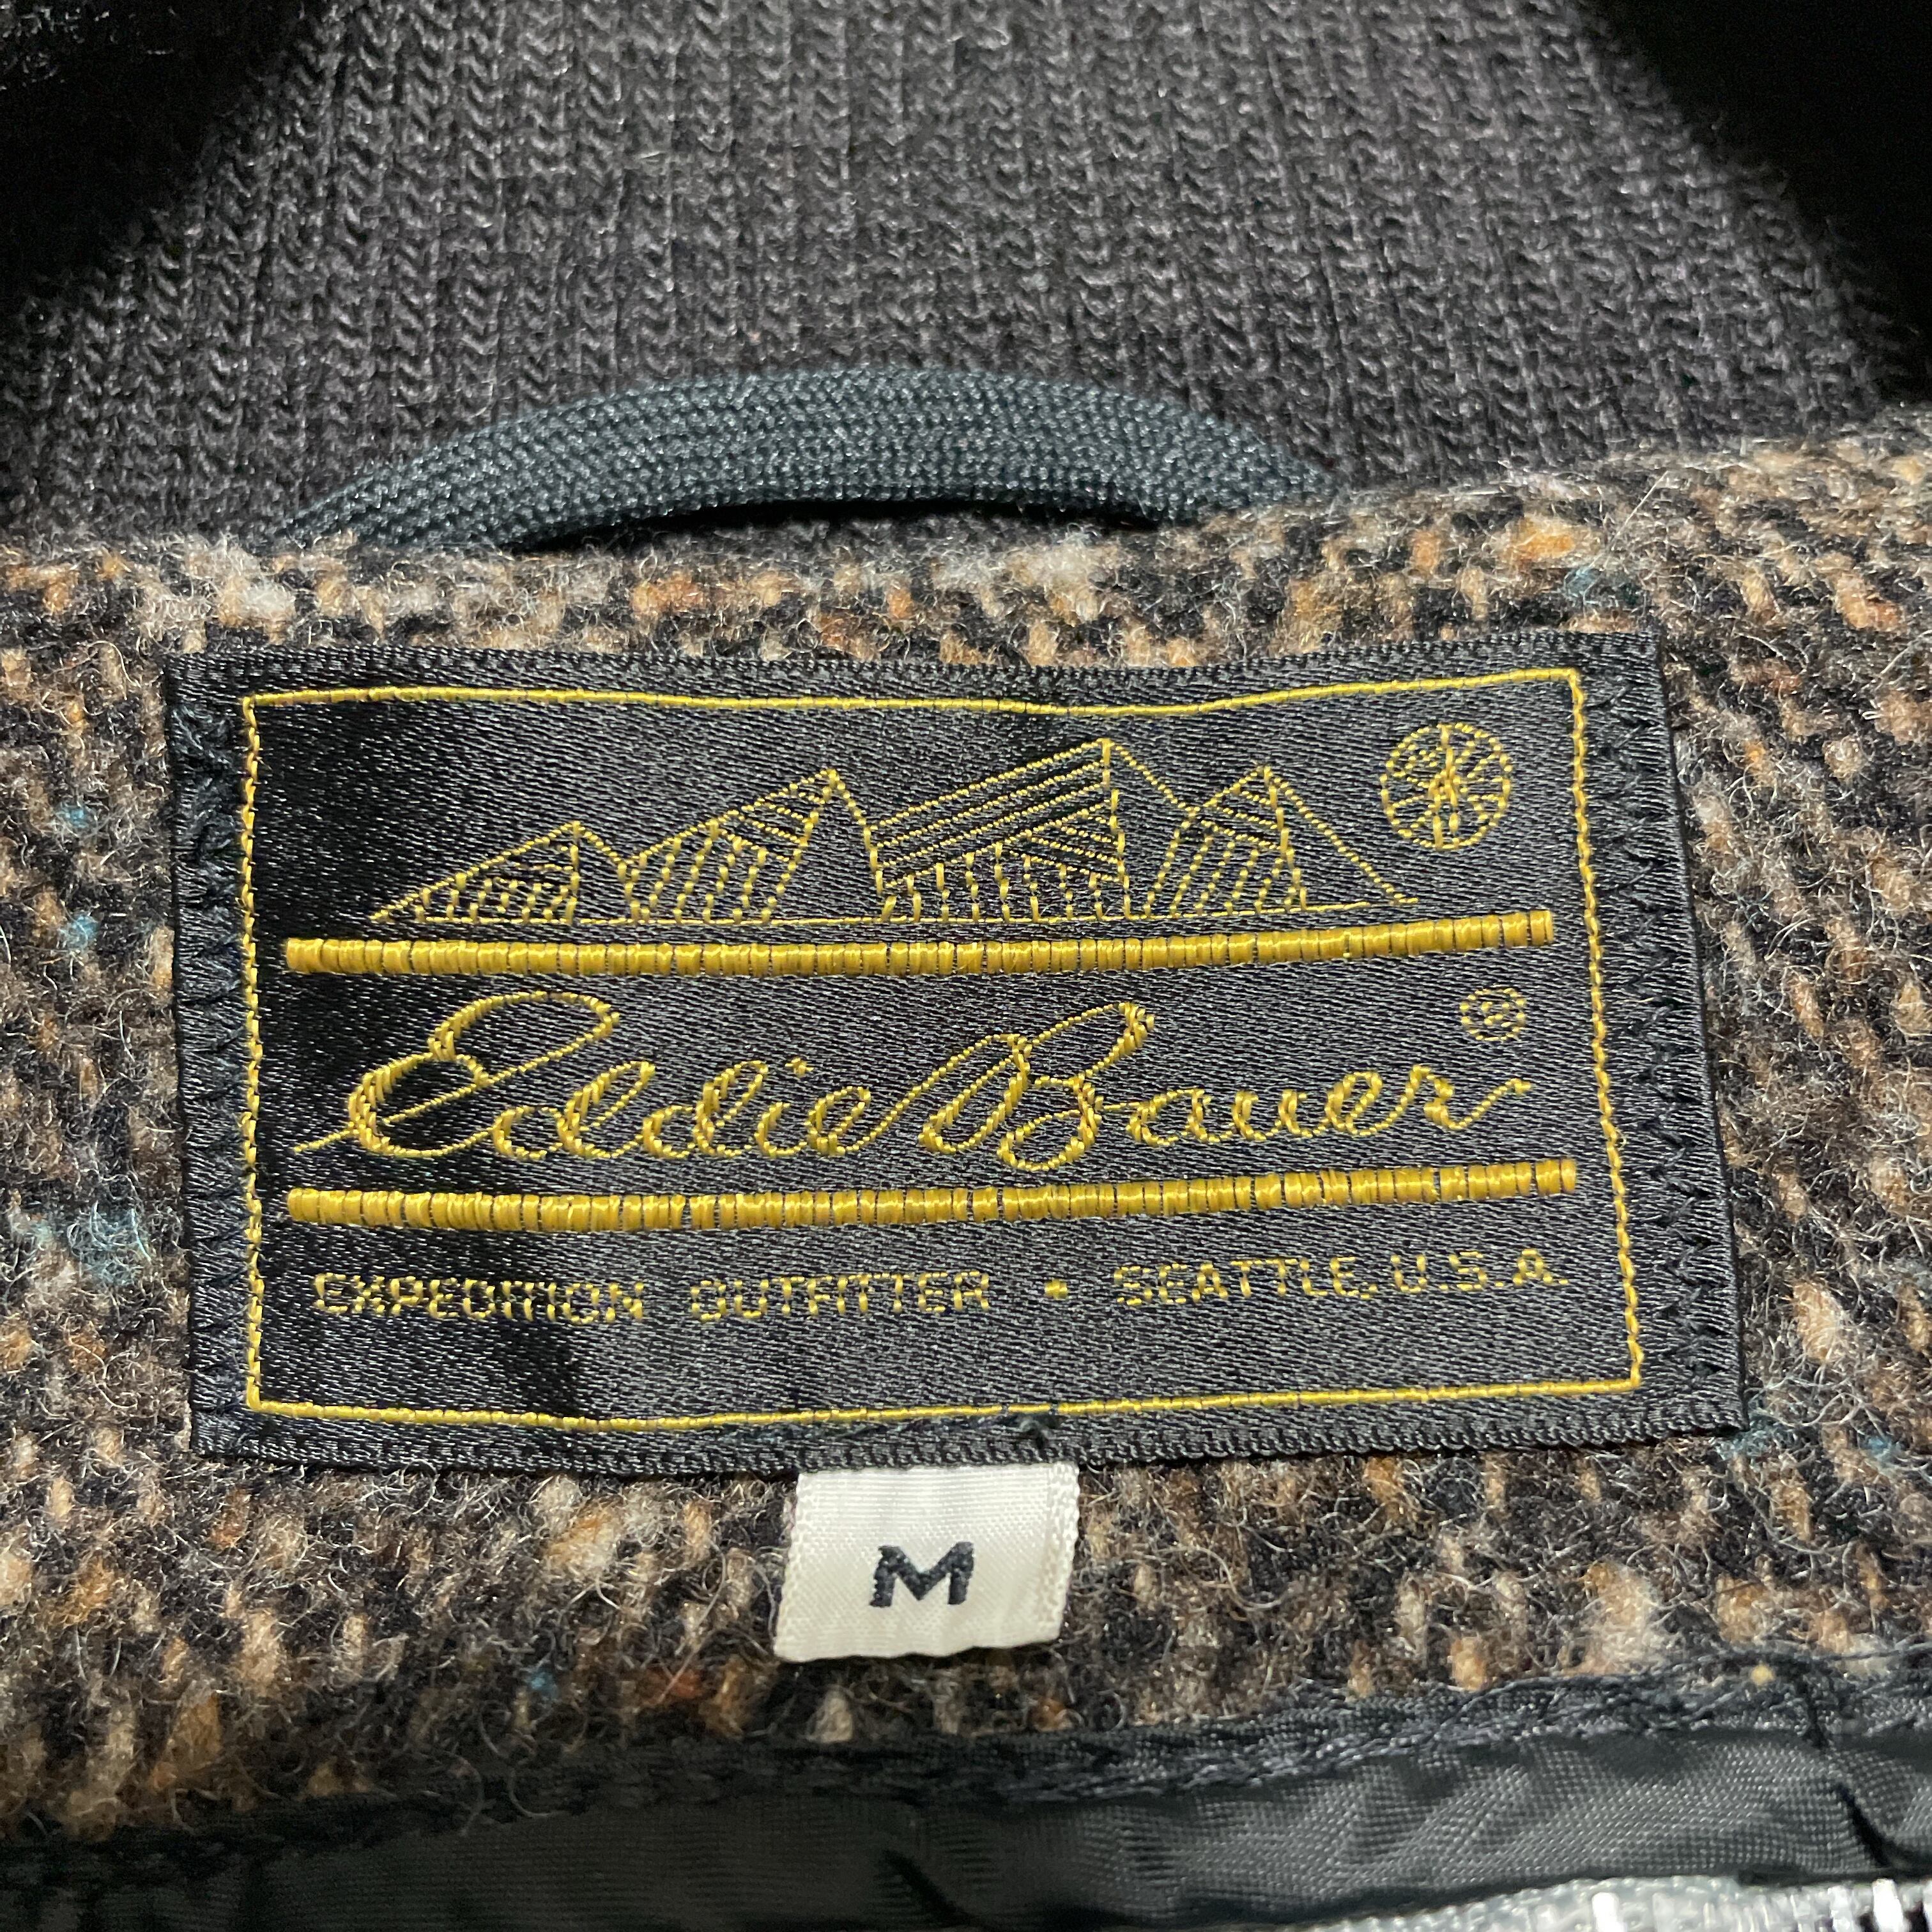 Eddie Bauer ®
EXPEDITION OUTFITTER • SEATTLE, U.S.A.
M